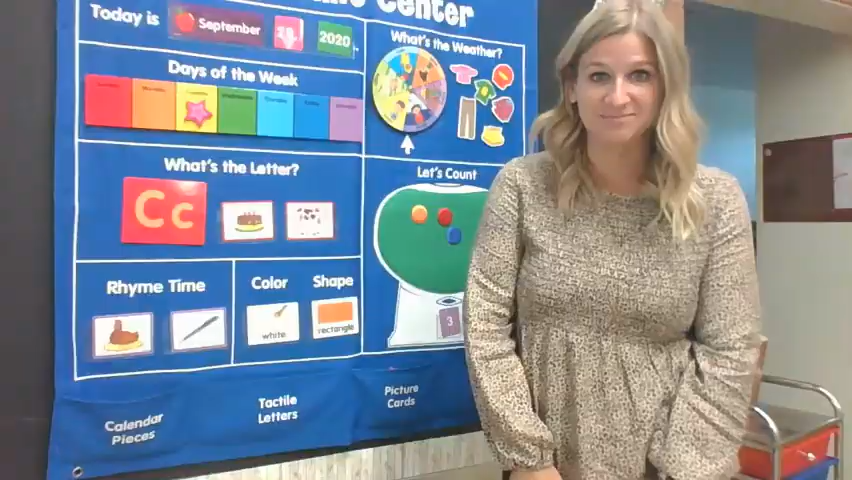 Center
Today is September 2020
Days of the Week
What's the Weather?
What's the Letter?
Cc
Let's Count
3
Rhyme Time
Color
white
Shape
rectangle
Calendar
Pieces
Tactile
Letters
Picture
Cards